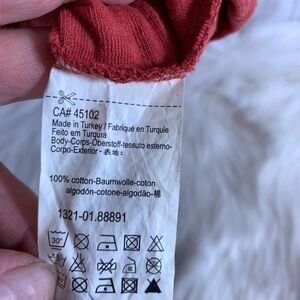 CA# 45102
Made in Turkey / Fabriqué en Turquie
Feito em Turquia
Body-Corps-Oberstoff-tessuto esterno-
Corpo-Exterior-表地:
100% cotton-Baumwolle-coton
algodón-cotone-algodão-棉
1321-01.88891
30°